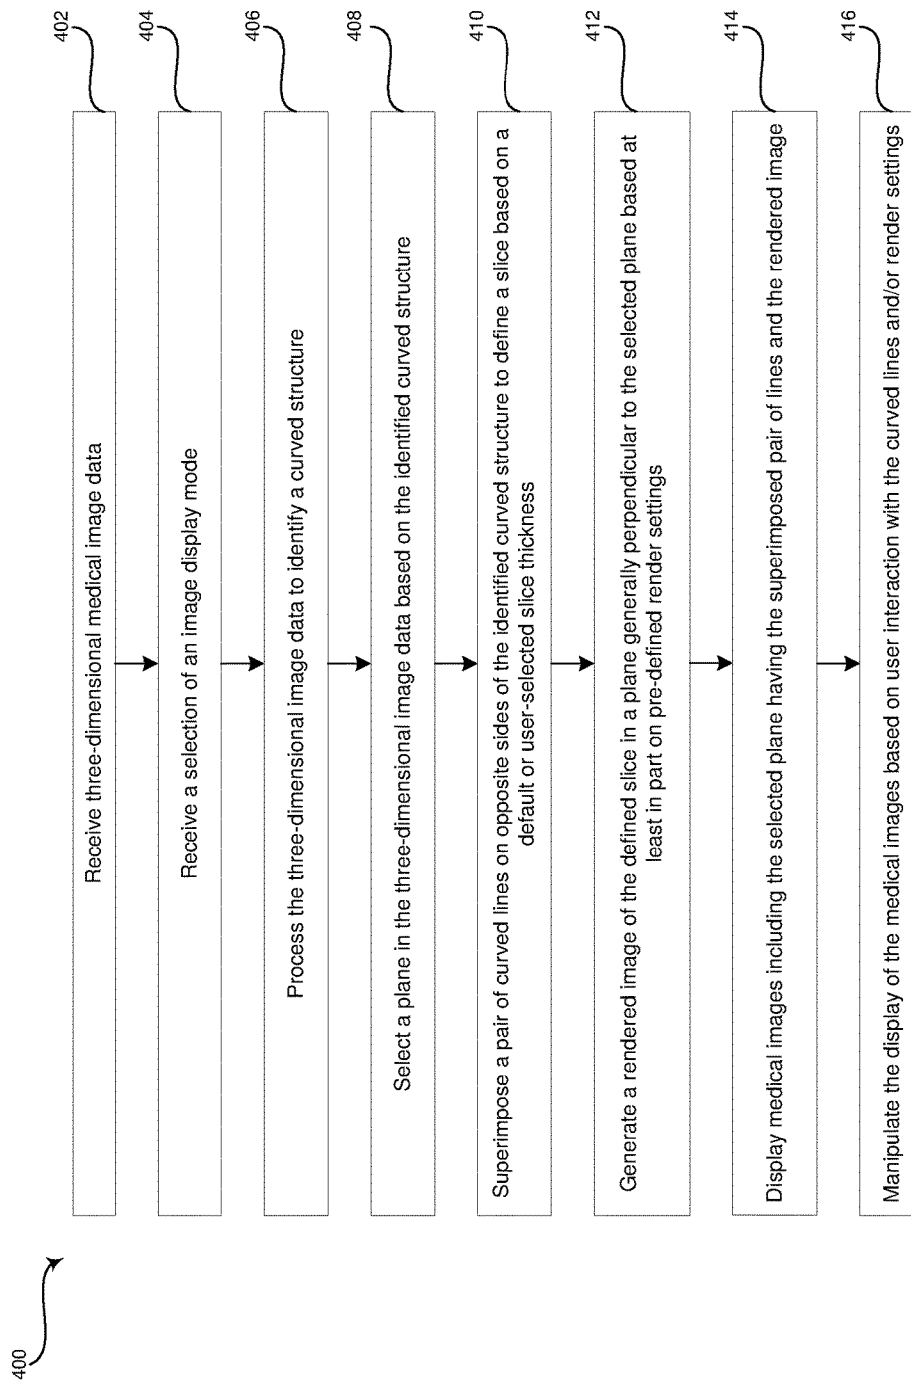 400
Receive three-dimensional medical image data
402
Receive a selection of an image display mode
404
Process the three-dimensional image data to identify a curved structure
406
Select a plane in the three-dimensional image data based on the identified curved structure
408
Superimpose a pair of curved lines on opposite sides of the identified curved structure to define a slice based on a
default or user-selected slice thickness
410
Generate a rendered image of the defined slice in a plane generally perpendicular to the selected plane based at
least in part on pre-defined render settings
412
Display medical images including the selected plane having the superimposed pair of lines and the rendered image
414
Manipulate the display of the medical images based on user interaction with the curved lines and/or render settings
416